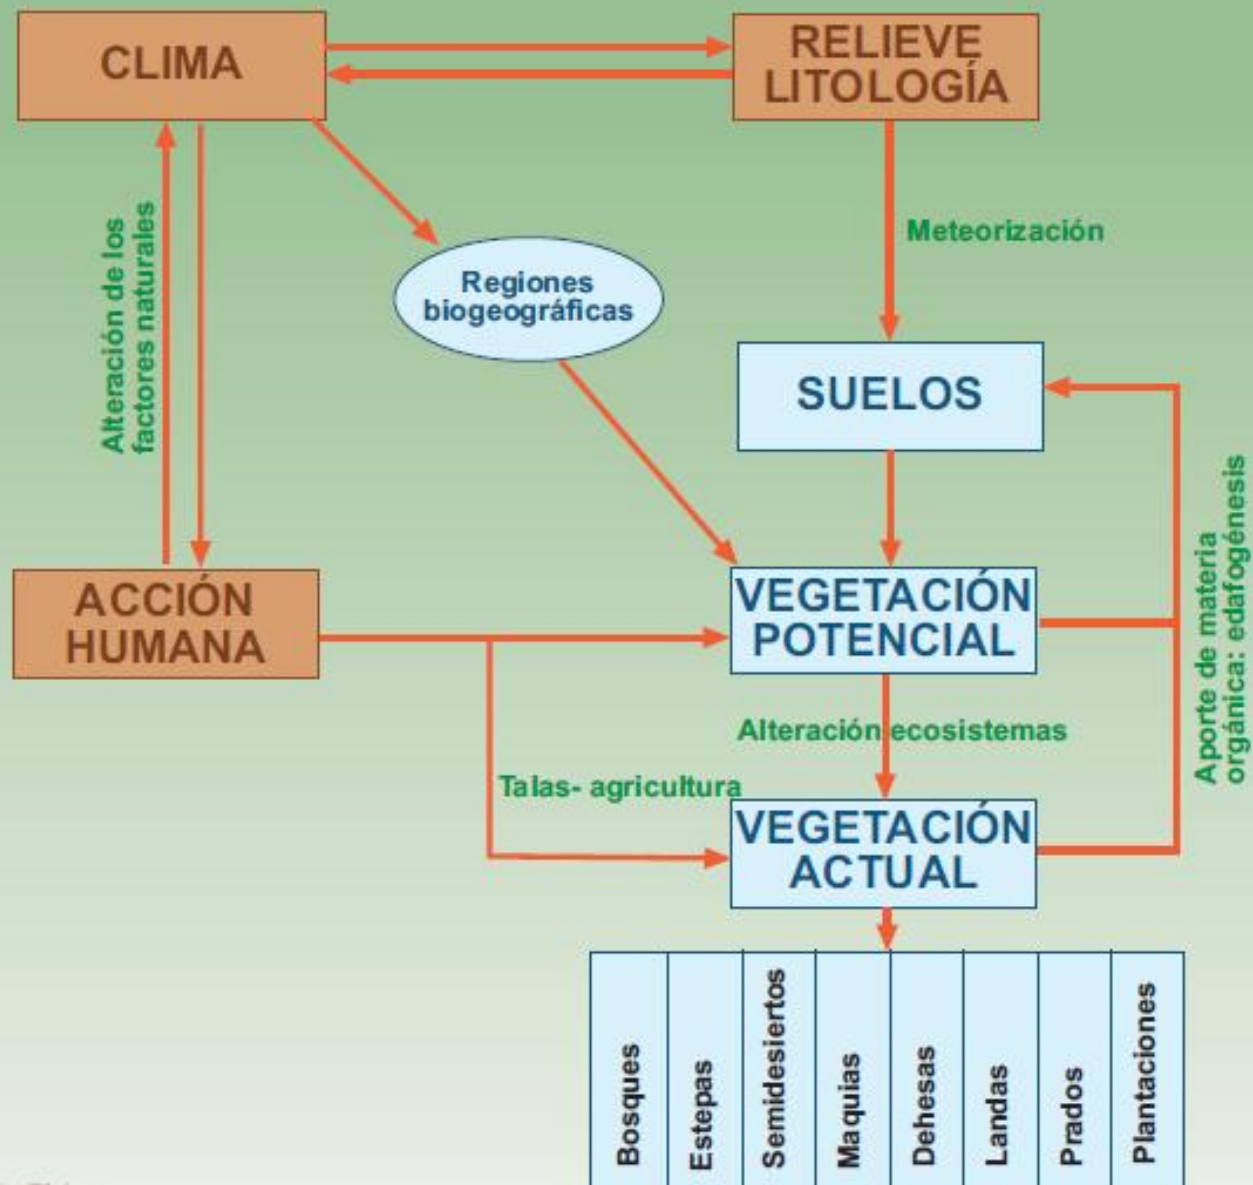 CLIMA
RELIEVE
LITOLOGÍA
Alteración de los
factores naturales
Regiones
biogeográficas
Meteorización
SUELOS
ACCIÓN
HUMANA
VEGETACIÓN
POTENCIAL
Aporte de materia
orgánica: edafogénesis
Alteración ecosistemas
Talas- agricultura
VEGETACIÓN
ACTUAL
Bosques
Estepas
Semidesiertos
Maquias
Dehesas
Landas
Prados
Plantaciones